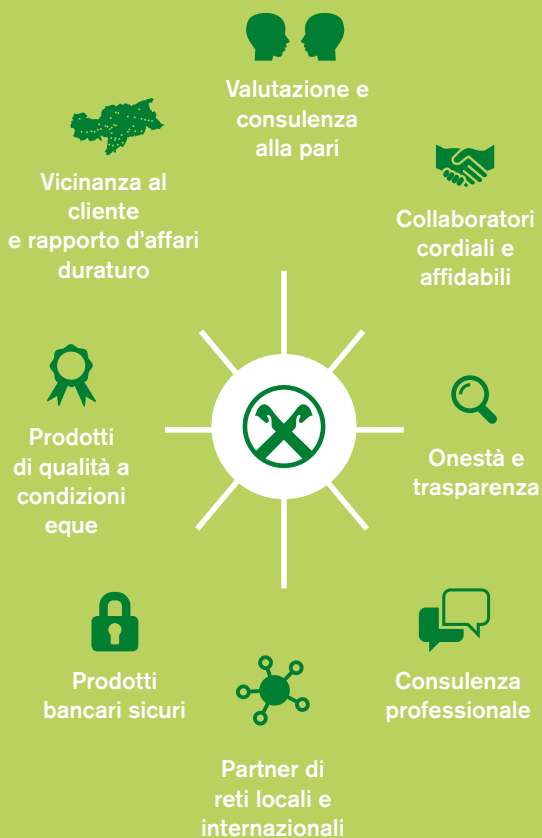 Valutazione e
consulenza
alla pari
Vicinanza al
cliente
e rapporto d'affari
duraturo
Collaboratori
cordiali e
affidabili
Prodotti
di qualità a
condizioni
eque
Onestà e
trasparenza
Prodotti
bancari sicuri
Consulenza
professionale
Partner di
reti locali e
internazionali